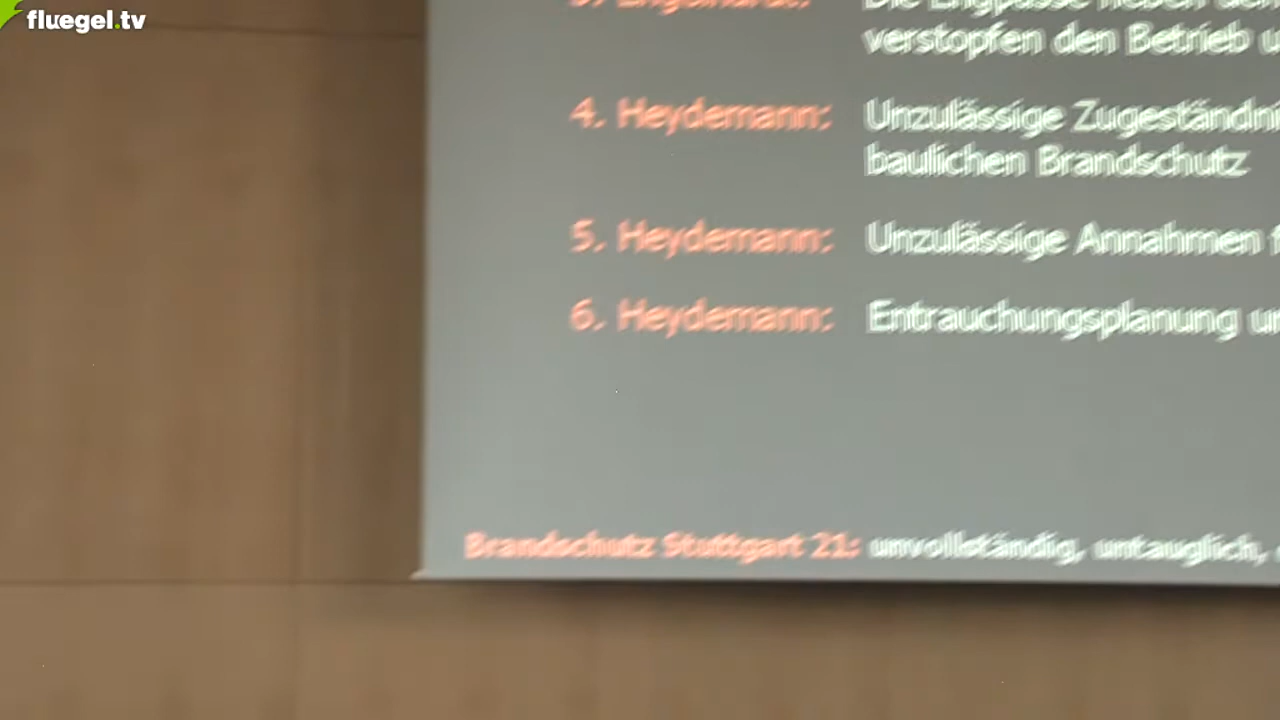 fluegel.tv
verstopfen den Betrieb
4. Heydemann: Unzulässige
baulichen Brandschutz
5. Heydemann: Unzulässige Annahmen
6. Heydemann: Entrauchungsplanung
Brandschutz Stuttgart 21: unvollständig, untauglich,